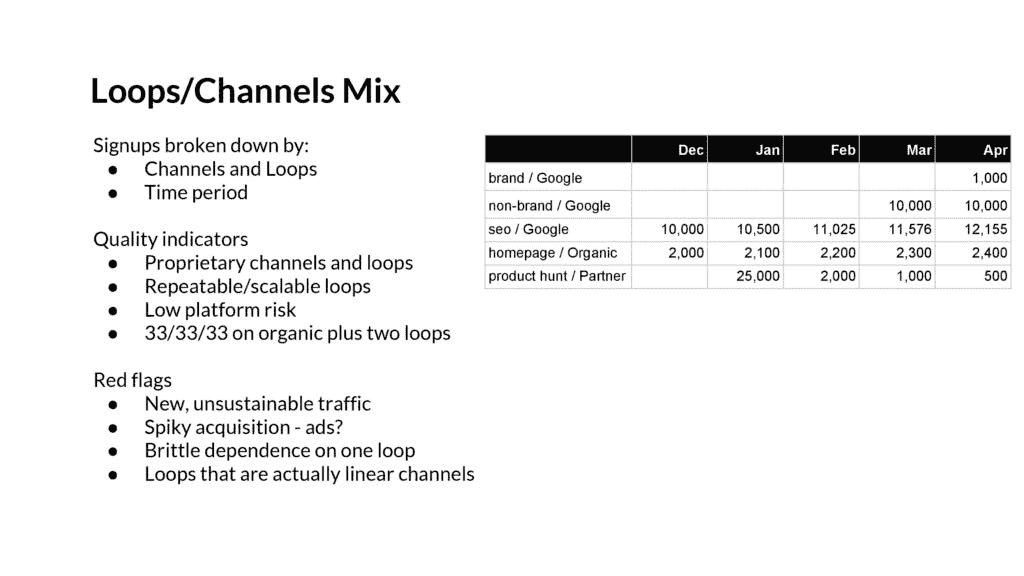 Loops/Channels Mix
Signups broken down by:
● Channels and Loops
● Time period
Quality indicators
● Proprietary channels and loops
● Repeatable/scalable loops
● Low platform risk
● 33/33/33 on organic plus two loops
Red flags
● New, unsustainable traffic
● Spiky acquisition - ads?
● Brittle dependence on one loop
● Loops that are actually linear channels
Dec Jan Feb Mar Apr
brand / Google 1,000
non-brand / Google 10,000 10,000
seo / Google 10,000 10,500 11,025 11,576 12,155
homepage / Organic 2,000 2,100 2,200 2,300 2,400
product hunt / Partner 25,000 2,000 1,000 500